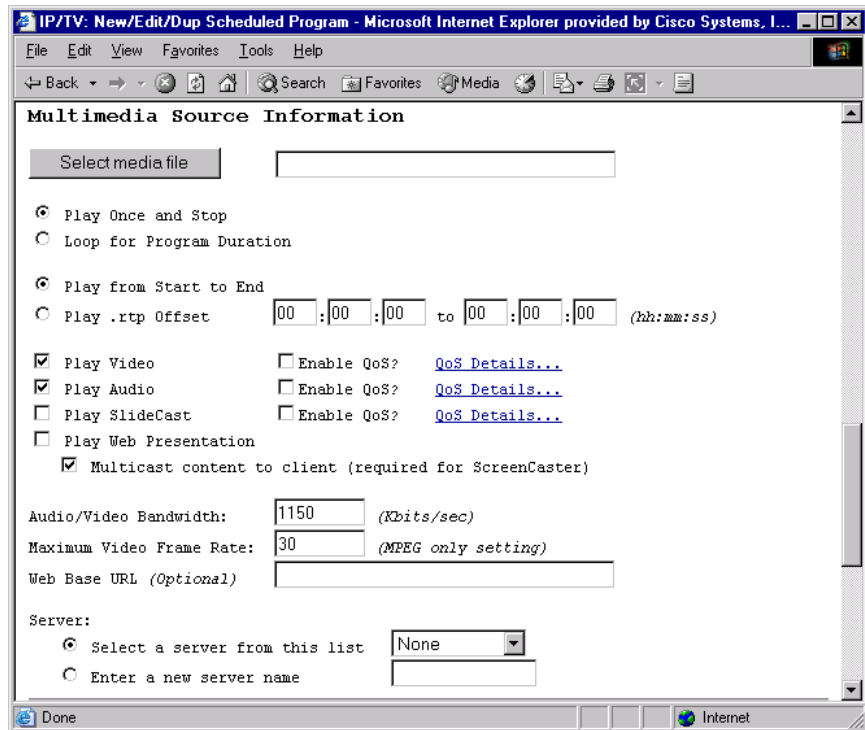 IP/TV: New/Edit/Dup Scheduled Program - Microsoft Internet Explorer provided by Cisco Systems, I...
File Edit View Favorites Tools Help
Back Search Favorites Media
Multimedia Source Information
Select media file
Play Once and Stop
Loop for Program Duration
Play from Start to End
Play .rtp Offset 00 :00 :00 to 00 :00 :00 (hh:mm:ss)
Play Video Enable QoS? QoS Details...
Play Audio Enable QoS? QoS Details...
Play SlideCast Enable QoS? QoS Details...
Play Web Presentation
Multicast content to client (required for ScreenCaster)
Audio/Video Bandwidth: 1150 (Kbits/sec)
Maximum Video Frame Rate: 30 (MPEG only setting)
Web Base URL (Optional)
Server:
Select a server from this list None
Enter a new server name
Done Internet